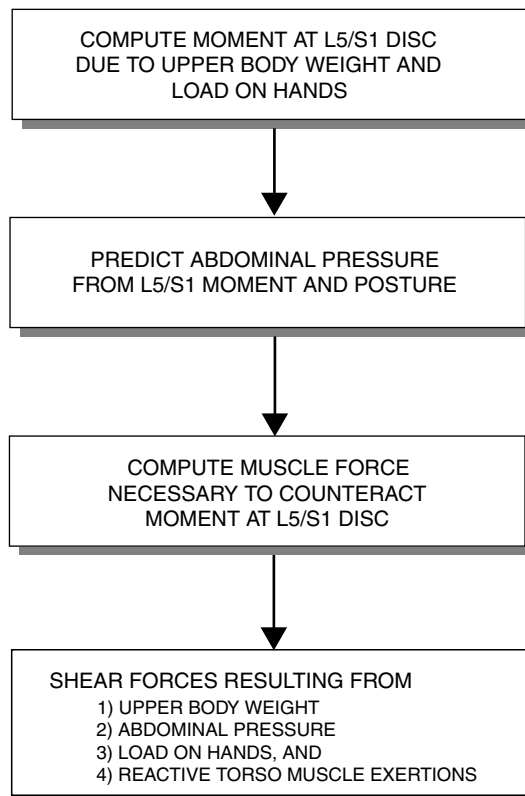 COMPUTE MOMENT AT L5/S1 DISC
DUE TO UPPER BODY WEIGHT AND
LOAD ON HANDS
PREDICT ABDOMINAL PRESSURE
FROM L5/S1 MOMENT AND POSTURE
COMPUTE MUSCLE FORCE
NECESSARY TO COUNTERACT
MOMENT AT L5/S1 DISC
SHEAR FORCES RESULTING FROM
1) UPPER BODY WEIGHT
2) ABDOMINAL PRESSURE
3) LOAD ON HANDS, AND
4) REACTIVE TORSO MUSCLE EXERTIONS